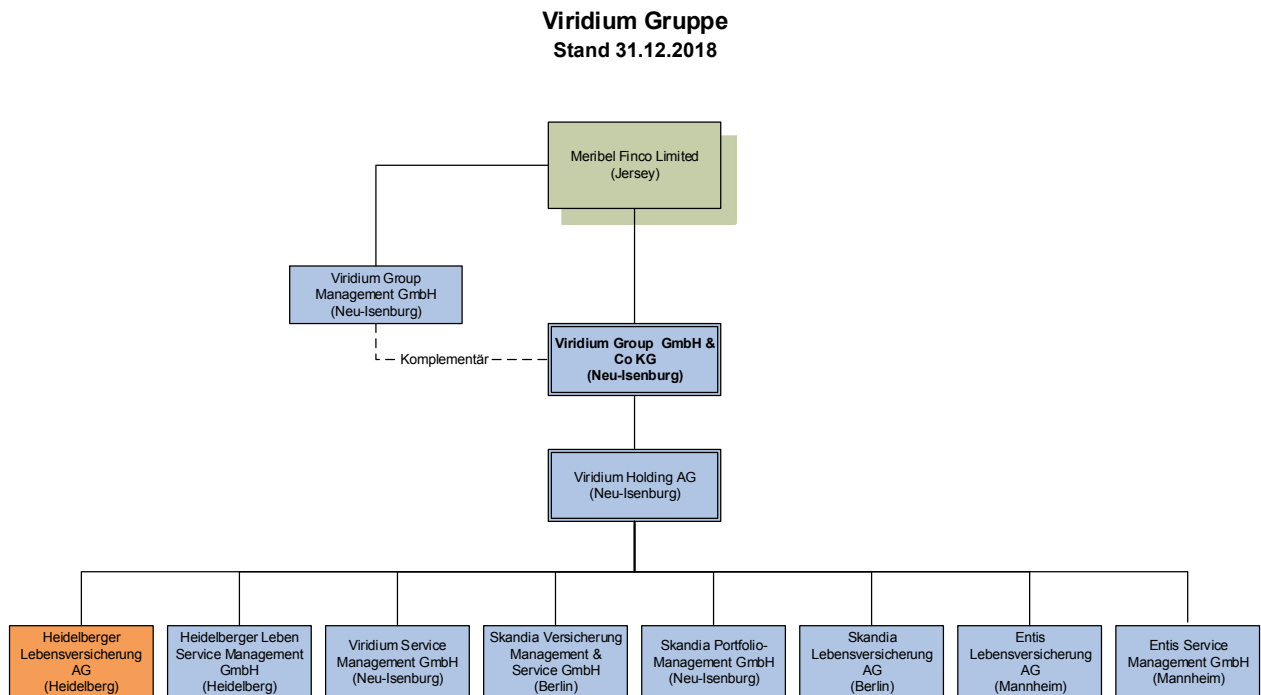 Viridium Gruppe
Stand 31.12.2018
Meribel Finco Limited
(Jersey)
Viridium Group
Management GmbH
(Neu-Isenburg)
Komplementär
Viridium Group GmbH &
Co KG
(Neu-Isenburg)
Viridium Holding AG
(Neu-Isenburg)
Heidelberger
Lebensversicherung
AG
(Heidelberg)
Heidelberger Leben
Service Management
GmbH
(Heidelberg)
Viridium Service
Management GmbH
(Neu-Isenburg)
Skandia Versicherung
Management &
Service GmbH
(Berlin)
Skandia Portfolio-
Management GmbH
(Neu-Isenburg)
Skandia
Lebensversicherung
AG
(Berlin)
Entis
Lebensversicherung
AG
(Mannheim)
Entis Service
Management GmbH
(Mannheim)